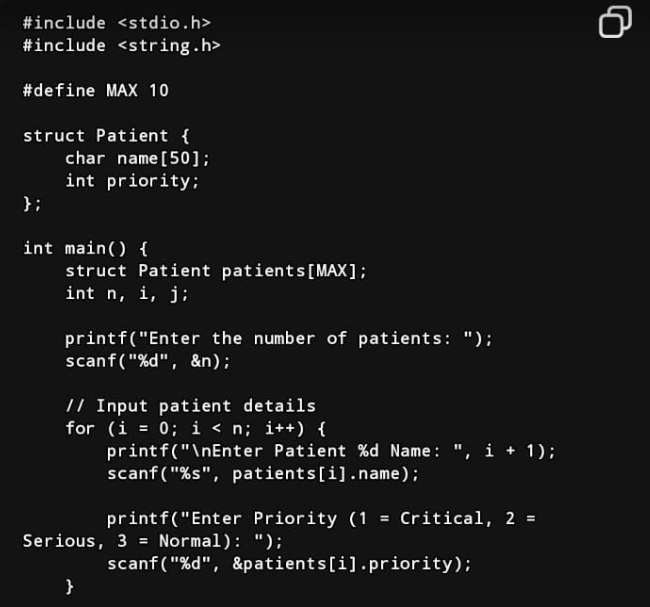 #include <stdio.h>
#include <string.h>

#define MAX 10

struct Patient {
    char name[50];
    int priority;
};

int main() {
    struct Patient patients[MAX];
    int n, i, j;

    printf("Enter the number of patients: ");
    scanf("%d", &n);

    // Input patient details
    for (i = 0; i < n; i++) {
        printf("\nEnter Patient %d Name: ", i + 1);
        scanf("%s", patients[i].name);

        printf("Enter Priority (1 = Critical, 2 =
Serious, 3 = Normal): ");
        scanf("%d", &patients[i].priority);
    }